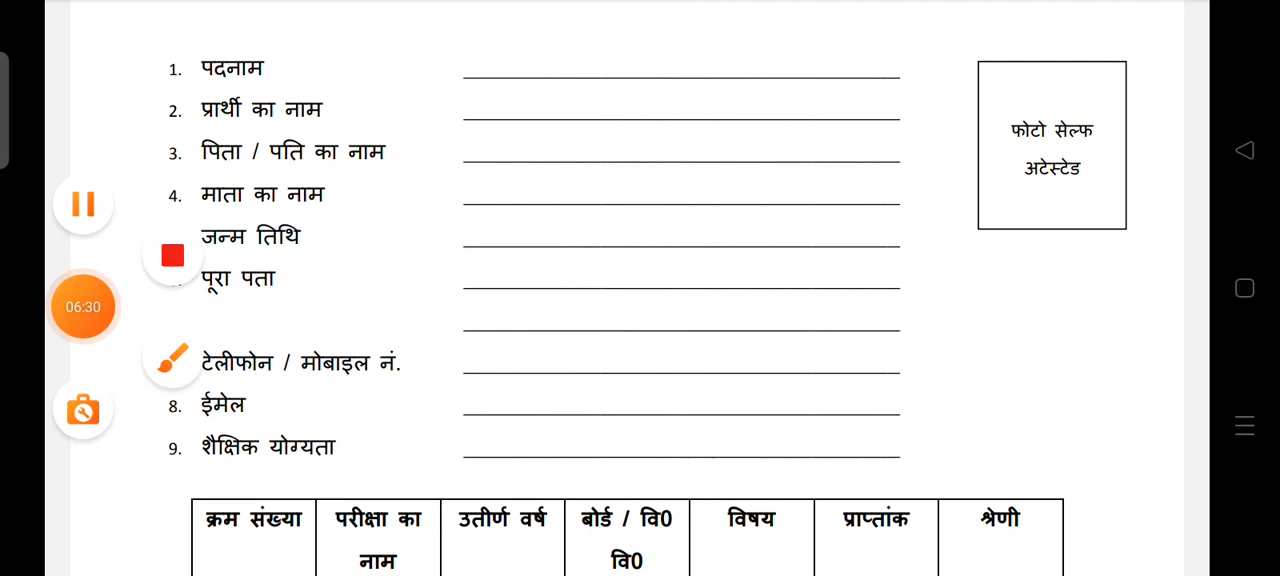 1. पदनाम
2. प्रार्थी का नाम
3. पिता / पति का नाम
4. माता का नाम
जन्म तिथि
पूरा पता
टेलीफोन / मोबाइल नं.
8. ईमेल
9. शैक्षिक योग्यता
फोटो सेल्फ
अटेस्टेड
06:30
क्रम संख्या परीक्षा का उतीर्ण वर्ष बोर्ड / वि0 विषय प्राप्तांक श्रेणी
नाम वि0